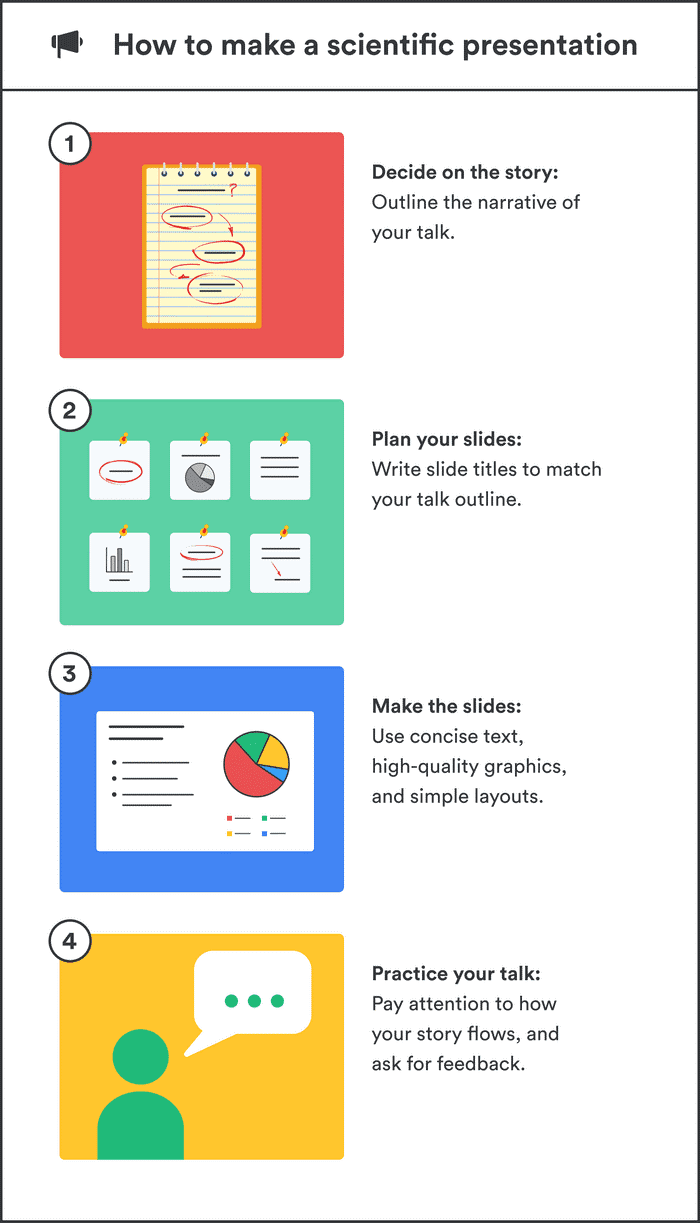 How to make a scientific presentation
1
Decide on the story:
Outline the narrative of
your talk.
?
2
Plan your slides:
Write slide titles to match
your talk outline.
3
Make the slides:
Use concise text,
high-quality graphics,
and simple layouts.
4
Practice your talk:
Pay attention to how
your story flows, and
ask for feedback.